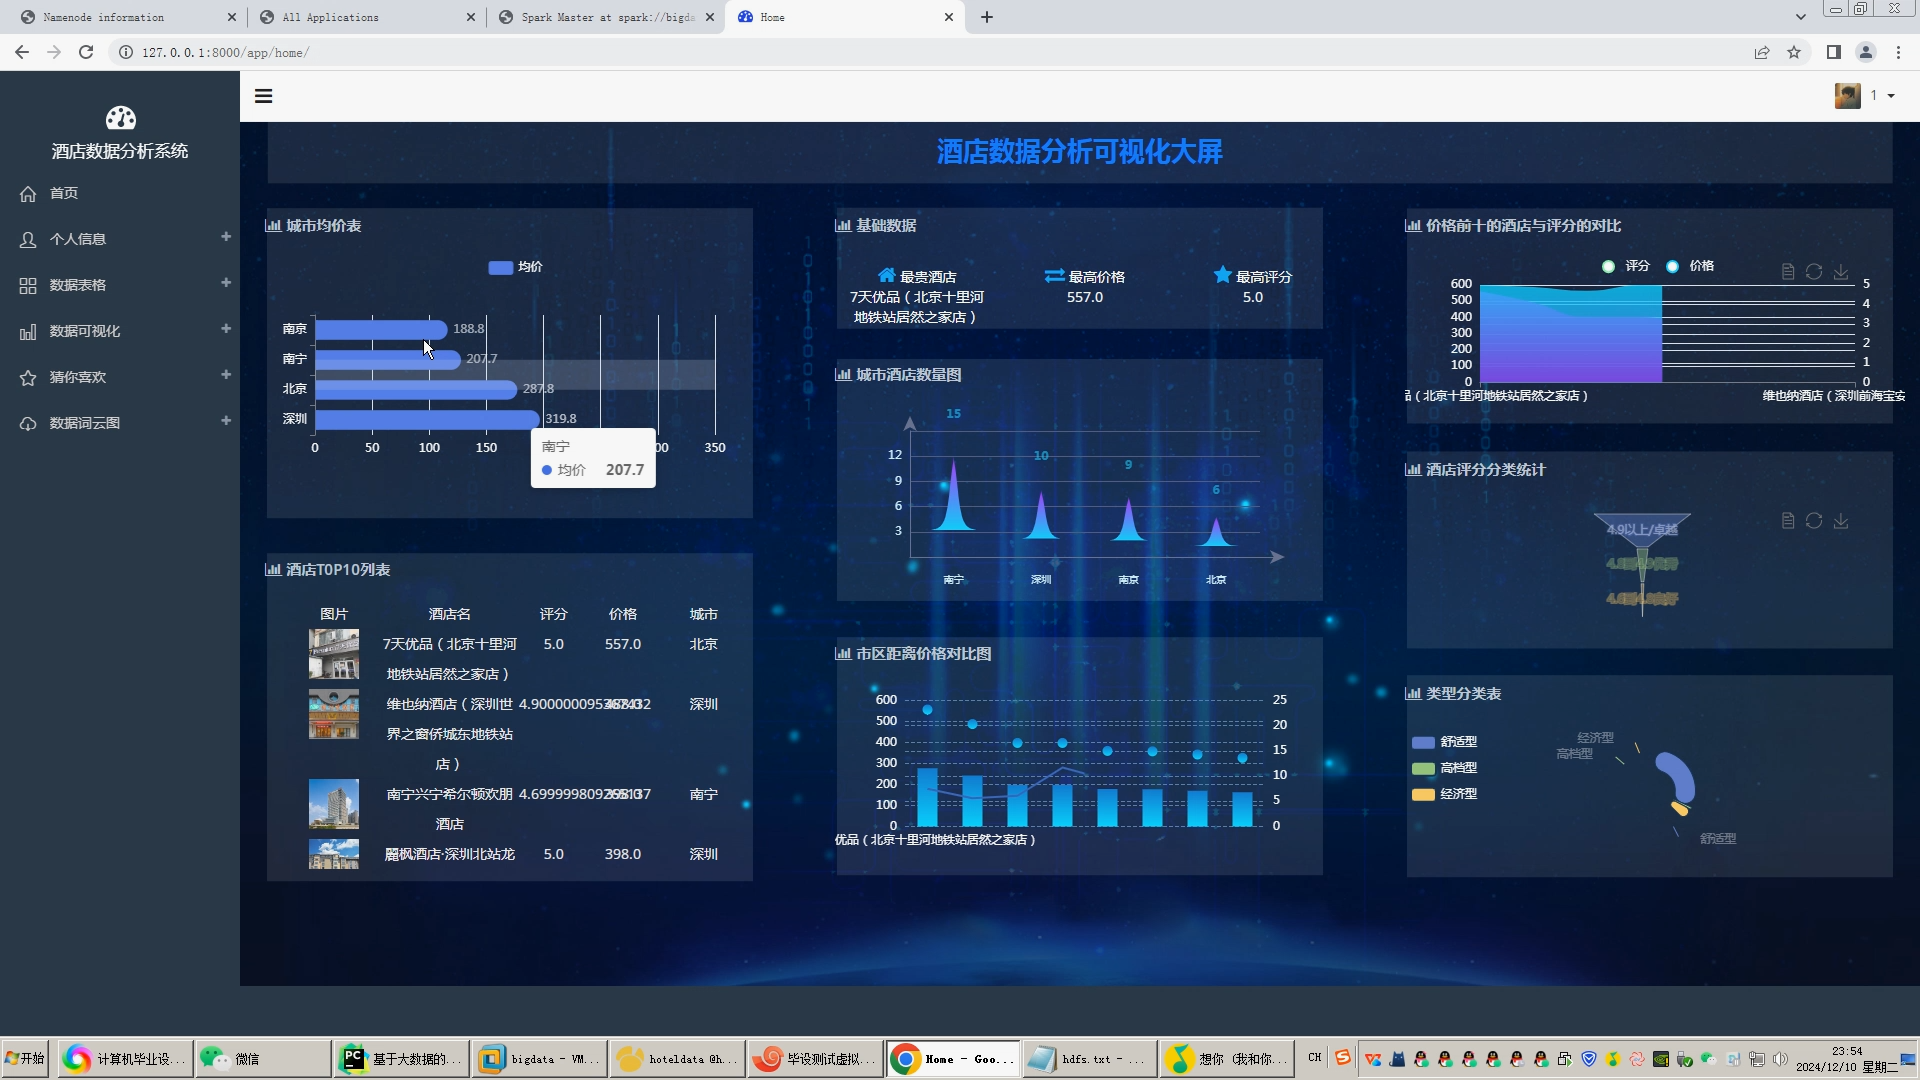 Namenode information
All Applications
Spark Master at spark://bigda
Home
127.0.0.1:8000/app/home/
1
酒店数据分析系统
首页
个人信息
数据表格
数据可视化
猜你喜欢
数据词云图
酒店数据分析可视化大屏
城市均价表
均价
南京
188.8
南宁
207.7
北京
287.8
深圳
319.8
0 50 100 150 00 350
南宁
均价 207.7
酒店TOP10列表
图片 酒店名 评分 价格 城市
7天优品（北京十里河
地铁站居然之家店）
5.0 557.0 北京
维也纳酒店（深圳世
界之窗侨城东地铁站
店）
深圳
南宁兴宁希尔顿欢朋
酒店
南宁
麗枫酒店·深圳北站龙
5.0 398.0 深圳
基础数据
最贵酒店
7天优品（北京十里河
地铁站居然之家店）
最高价格
557.0
最高评分
5.0
城市酒店数量图
15
10
9
6
12
9
6
3
南宁 深圳 南京 北京
市区距离价格对比图
600
500
400
300
200
100
0
25
20
15
10
5
0
优品（北京十里河地铁站居然之家店）
价格前十的酒店与评分的对比
评分 价格
600
500
400
300
200
100
0
5
4
3
2
1
0
品（北京十里河地铁站居然之家店）
维也纳酒店（深圳前海宝安
酒店评分分类统计
4.9以上/卓越
类型分类表
舒适型
高档型
经济型
经济型
高档型
舒适型
开始
计算机毕业设...
微信
基于大数据的...
bigdata - VM...
hoteldata @h...
毕设测试虚拟...
Home - Goo...
hdfs.txt - ...
想你 (我和你...
CH
23:54
2024/12/10 星期二